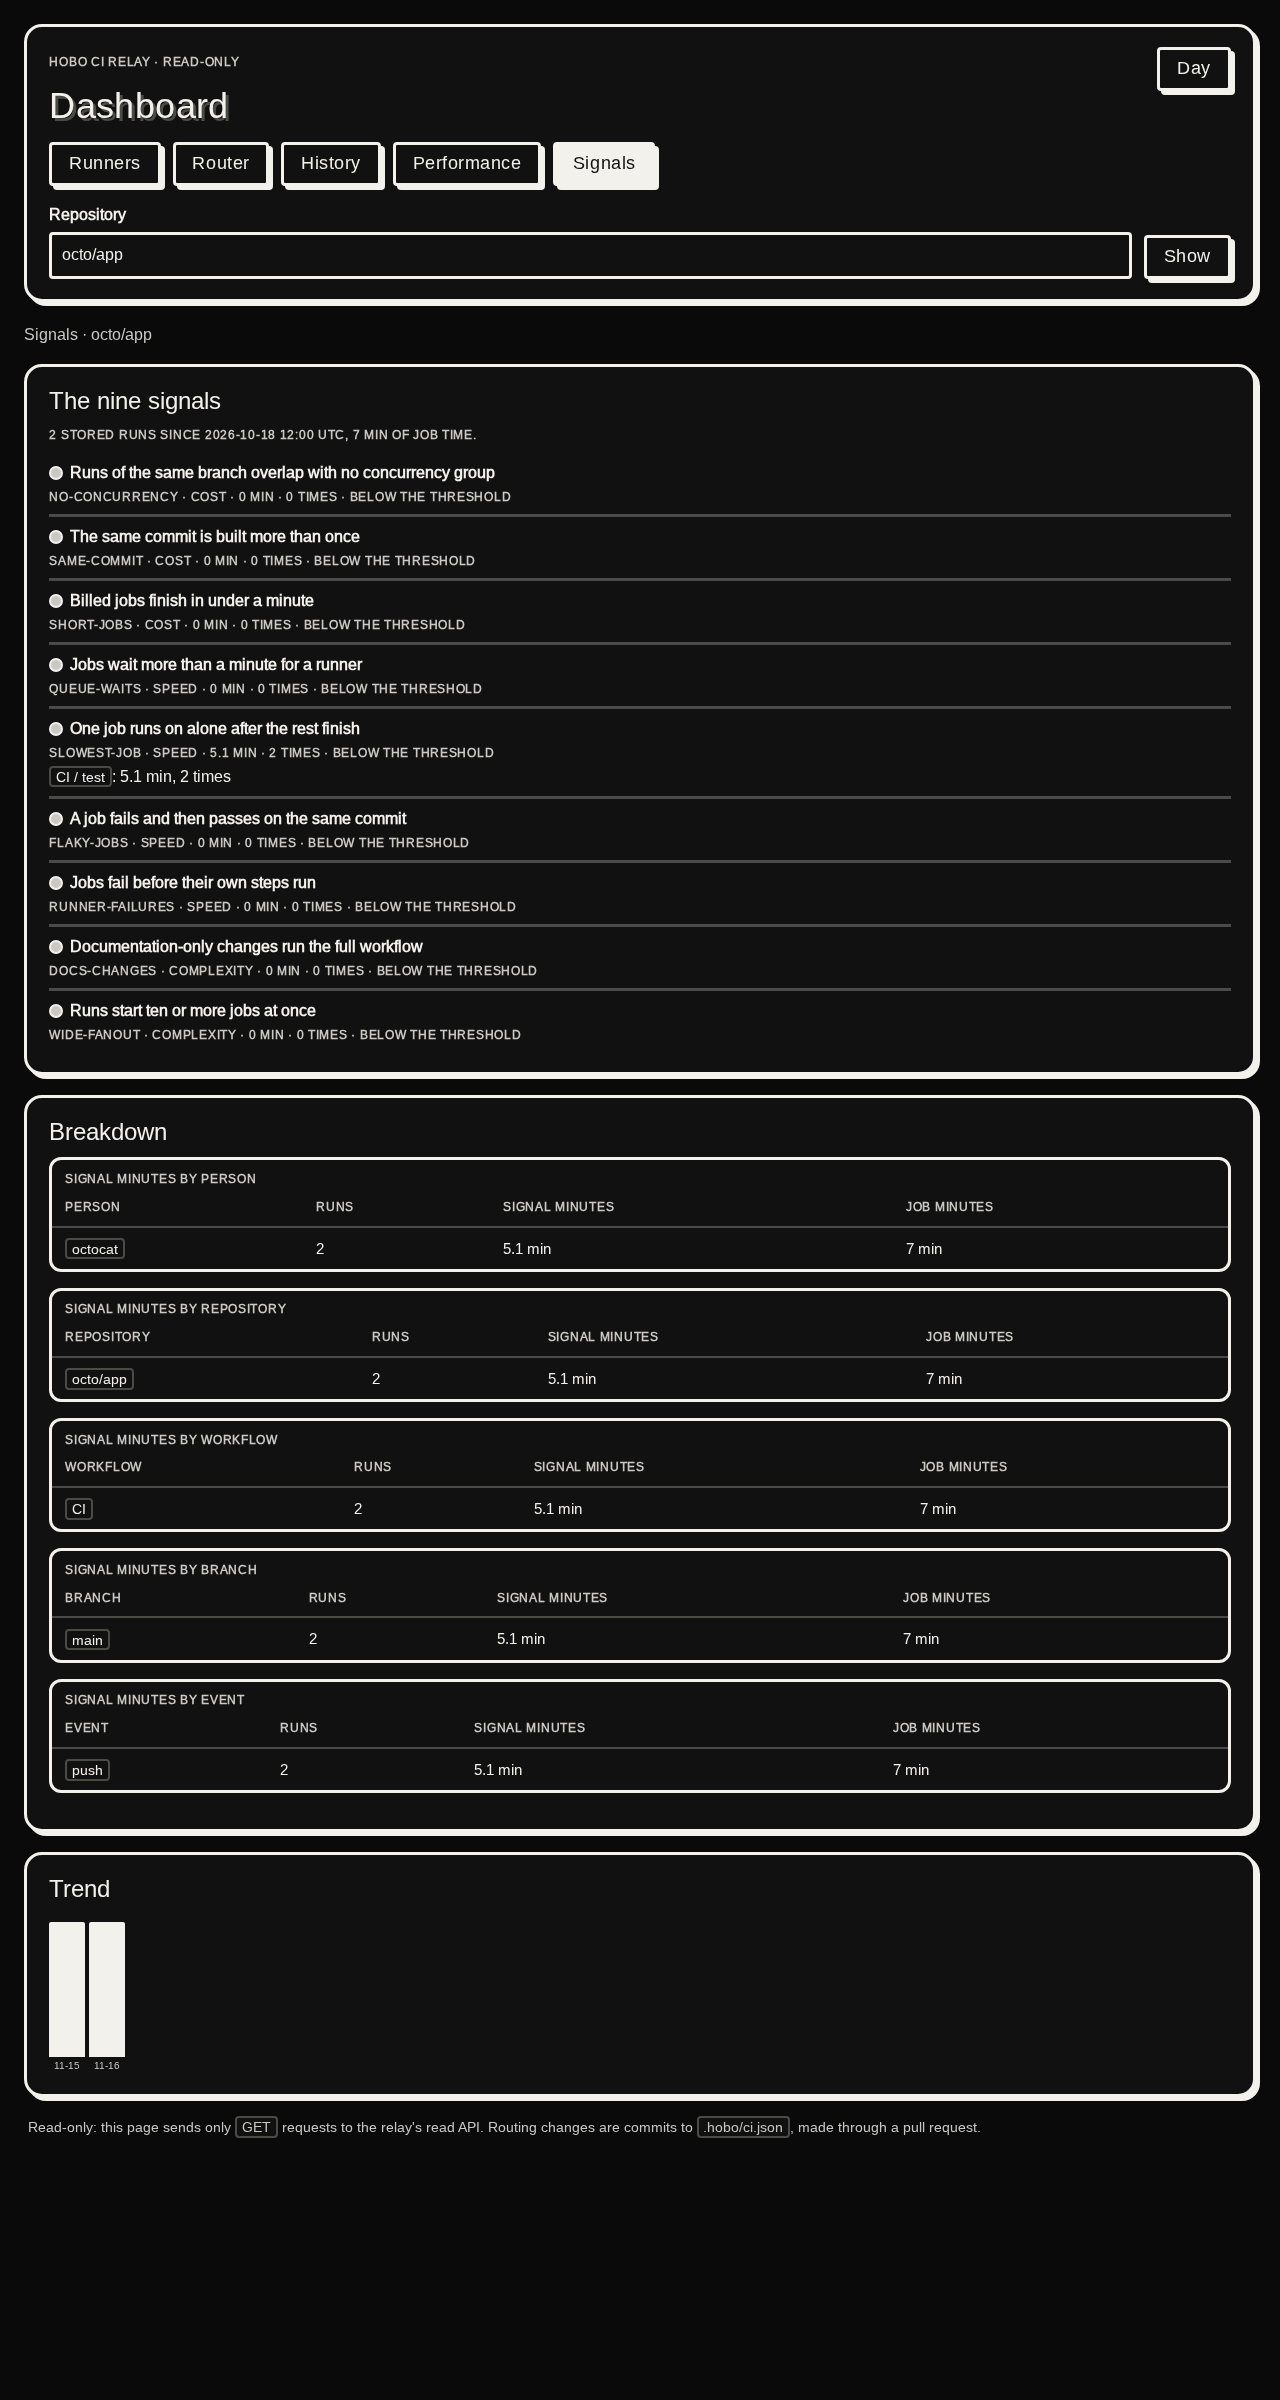 HOBO CI RELAY · READ-ONLY
Day
Dashboard
Runners Router History Performance Signals
Repository
octo/app Show
Signals · octo/app
The nine signals
2 STORED RUNS SINCE 2026-10-18 12:00 UTC, 7 MIN OF JOB TIME.
Runs of the same branch overlap with no concurrency group
NO-CONCURRENCY · COST · 0 MIN · 0 TIMES · BELOW THE THRESHOLD
The same commit is built more than once
SAME-COMMIT · COST · 0 MIN · 0 TIMES · BELOW THE THRESHOLD
Billed jobs finish in under a minute
SHORT-JOBS · COST · 0 MIN · 0 TIMES · BELOW THE THRESHOLD
Jobs wait more than a minute for a runner
QUEUE-WAITS · SPEED · 0 MIN · 0 TIMES · BELOW THE THRESHOLD
One job runs on alone after the rest finish
SLOWEST-JOB · SPEED · 5.1 MIN · 2 TIMES · BELOW THE THRESHOLD
CI / test: 5.1 min, 2 times
A job fails and then passes on the same commit
FLAKY-JOBS · SPEED · 0 MIN · 0 TIMES · BELOW THE THRESHOLD
Jobs fail before their own steps run
RUNNER-FAILURES · SPEED · 0 MIN · 0 TIMES · BELOW THE THRESHOLD
Documentation-only changes run the full workflow
DOCS-CHANGES · COMPLEXITY · 0 MIN · 0 TIMES · BELOW THE THRESHOLD
Runs start ten or more jobs at once
WIDE-FANOUT · COMPLEXITY · 0 MIN · 0 TIMES · BELOW THE THRESHOLD
Breakdown
SIGNAL MINUTES BY PERSON
PERSON RUNS SIGNAL MINUTES JOB MINUTES
octocat 2 5.1 min 7 min
SIGNAL MINUTES BY REPOSITORY
REPOSITORY RUNS SIGNAL MINUTES JOB MINUTES
octo/app 2 5.1 min 7 min
SIGNAL MINUTES BY WORKFLOW
WORKFLOW RUNS SIGNAL MINUTES JOB MINUTES
CI 2 5.1 min 7 min
SIGNAL MINUTES BY BRANCH
BRANCH RUNS SIGNAL MINUTES JOB MINUTES
main 2 5.1 min 7 min
SIGNAL MINUTES BY EVENT
EVENT RUNS SIGNAL MINUTES JOB MINUTES
push 2 5.1 min 7 min
Trend
11-15 11-16
Read-only: this page sends only GET requests to the relay's read API. Routing changes are commits to .hobo/ci.json, made through a pull request.